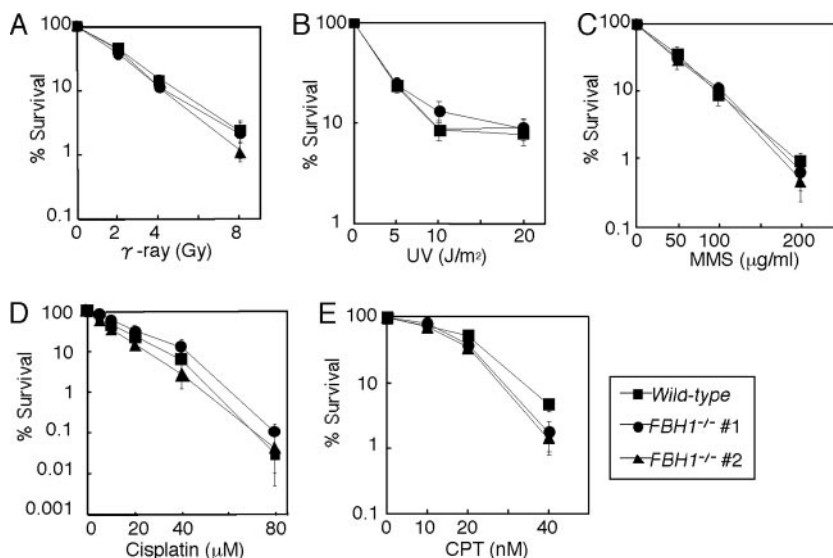 A
% Survival
100
10
1
0.1
0 2 4 8
γ -ray (Gy)
B
% Survival
100
10
1
0 5 10 20
UV (J/m²)
C
% Survival
100
10
1
0.1
0 50 100 200
MMS (μg/ml)
D
% Survival
100
10
1
0.1
0.01
0.001
0 20 40 80
Cisplatin (μM)
E
% Survival
100
10
1
0.1
0 10 20 40
CPT (nM)
Wild-type
FBH1⁻/⁻ #1
FBH1⁻/⁻ #2